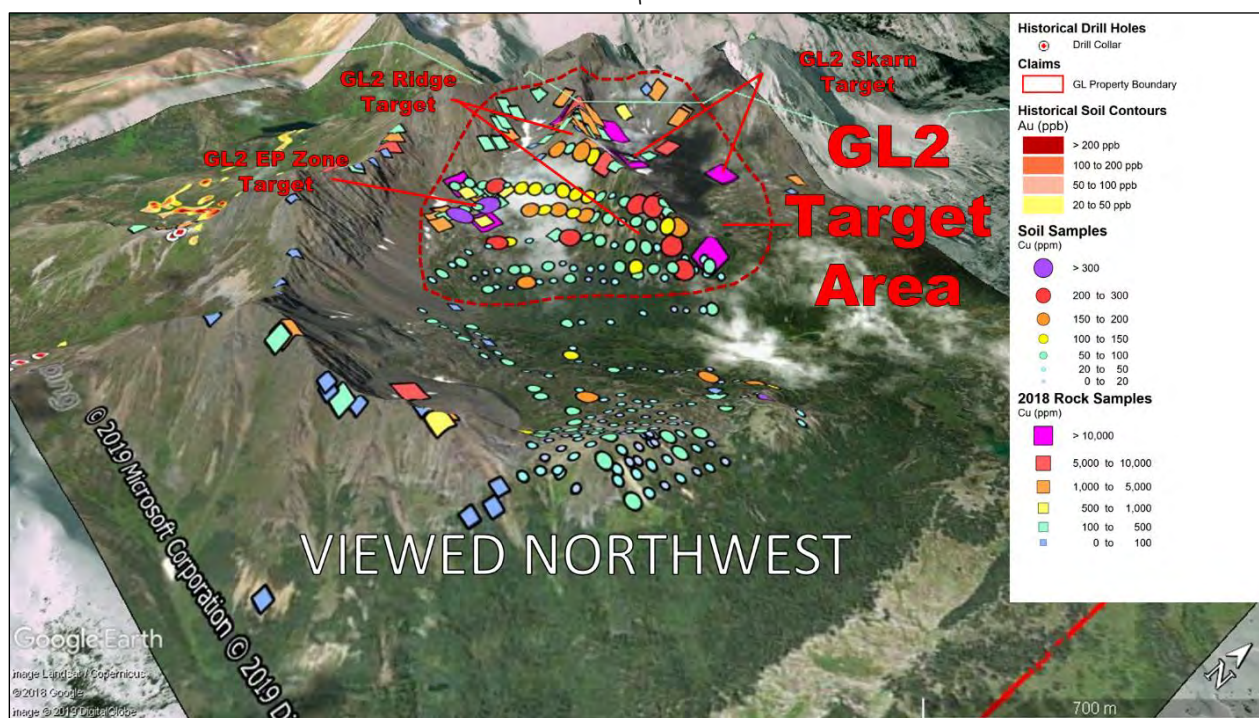 GL2 Ridge
Target
GL2 Skarn
Target
GL2 EP Zone
Target
GL2
Target
Area
VIEWED NORTHWEST
ping
© 2019 Microsoft Corporation © 2019 Di
Google Earth
Image Landsat / Copernicus
© 2018 Google
Image © 2019 DigitalGlobe
700 m
N
Historical Drill Holes
Drill Collar
Claims
GL Property Boundary
Historical Soil Contours
Au (ppb)
> 200 ppb
100 to 200 ppb
50 to 100 ppb
20 to 50 ppb
Soil Samples
Cu (ppm)
> 300
200 to 300
150 to 200
100 to 150
50 to 100
20 to 50
0 to 20
2018 Rock Samples
Cu (ppm)
> 10,000
5,000 to 10,000
1,000 to 5,000
500 to 1,000
100 to 500
0 to 100